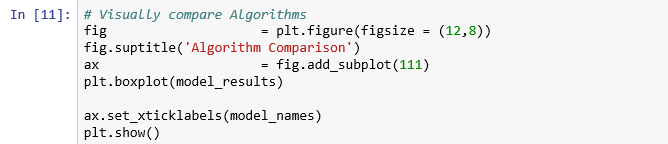 In [11]: # Visually compare Algorithms
fig                     = plt.figure(figsize = (12,8))
fig.suptitle('Algorithm Comparison')
ax                      = fig.add_subplot(111)
plt.boxplot(model_results)
ax.set_xticklabels(model_names)
plt.show()